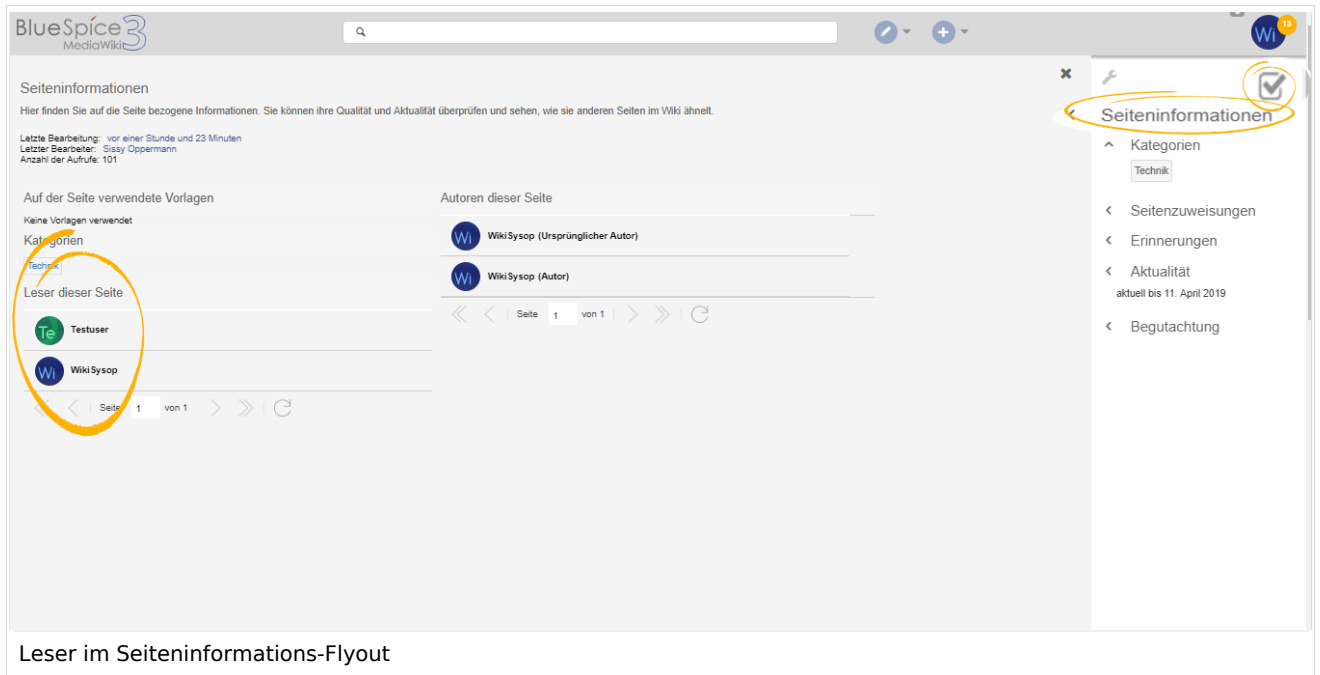 BlueSpice 3
MediaWiki
Wi
13
Seiteninformationen
Hier finden Sie auf die Seite bezogene Informationen. Sie können ihre Qualität und Aktualität überprüfen und sehen, wie sie anderen Seiten im Wiki ähnelt.
Letzte Bearbeitung: vor einer Stunde und 23 Minuten
Letzter Bearbeiter: Sissy Oppermann
Anzahl der Aufrufe: 101
Auf der Seite verwendete Vorlagen
Keine Vorlagen verwendet
Kategorien
Technik
Leser dieser Seite
Te Testuser
Wi WikiSysop
Seite 1 von 1
Autoren dieser Seite
Wi WikiSysop (Ursprünglicher Autor)
Wi WikiSysop (Autor)
Seite 1 von 1
Seiteninformationen
Kategorien
Technik
Seitenzuweisungen
Erinnerungen
Aktualität
aktuell bis 11. April 2019
Begutachtung
Leser im Seiteninformations-Flyout